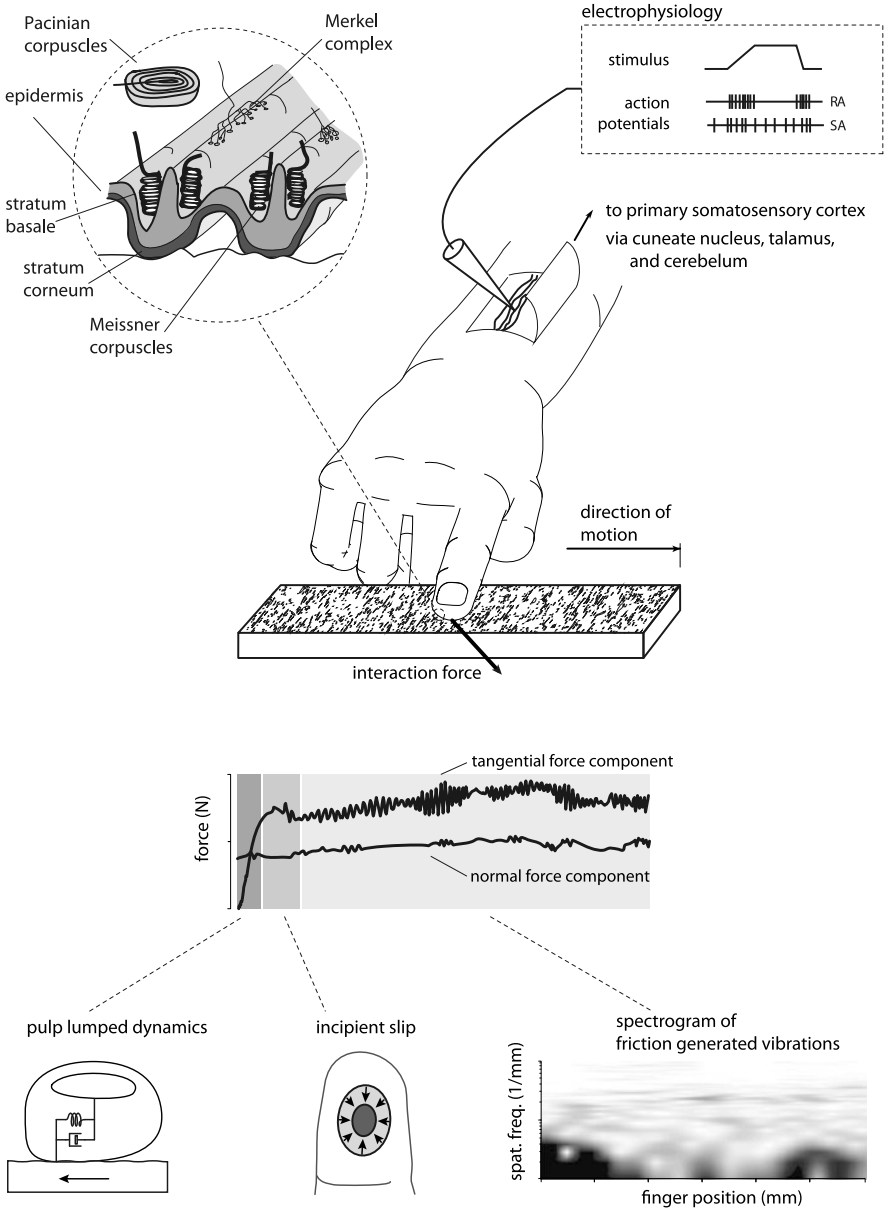 Pacinian
corpuscles
Merkel
complex
epidermis
stratum
basale
stratum
corneum
Meissner
corpuscles
electrophysiology
stimulus
action
potentials
RA
SA
to primary somatosensory cortex
via cuneate nucleus, talamus,
and cerebelum
direction of
motion
interaction force
force (N)
tangential force component
normal force component
pulp lumped dynamics
incipient slip
spectrogram of
friction generated vibrations
spat. freq. (1/mm)
finger position (mm)